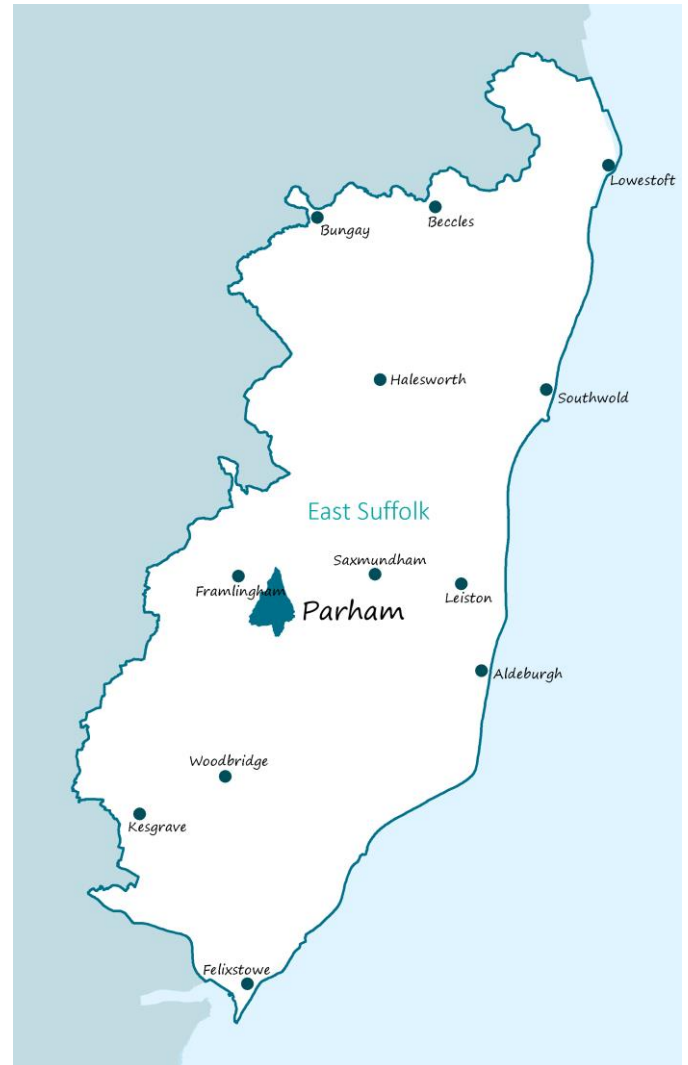 Lowestoft
Beccles
Bungay
Halesworth
Southwold
East Suffolk
Saxmundham
Framlingham
Leiston
Parham
Aldeburgh
Woodbridge
Kesgrave
Felixstowe